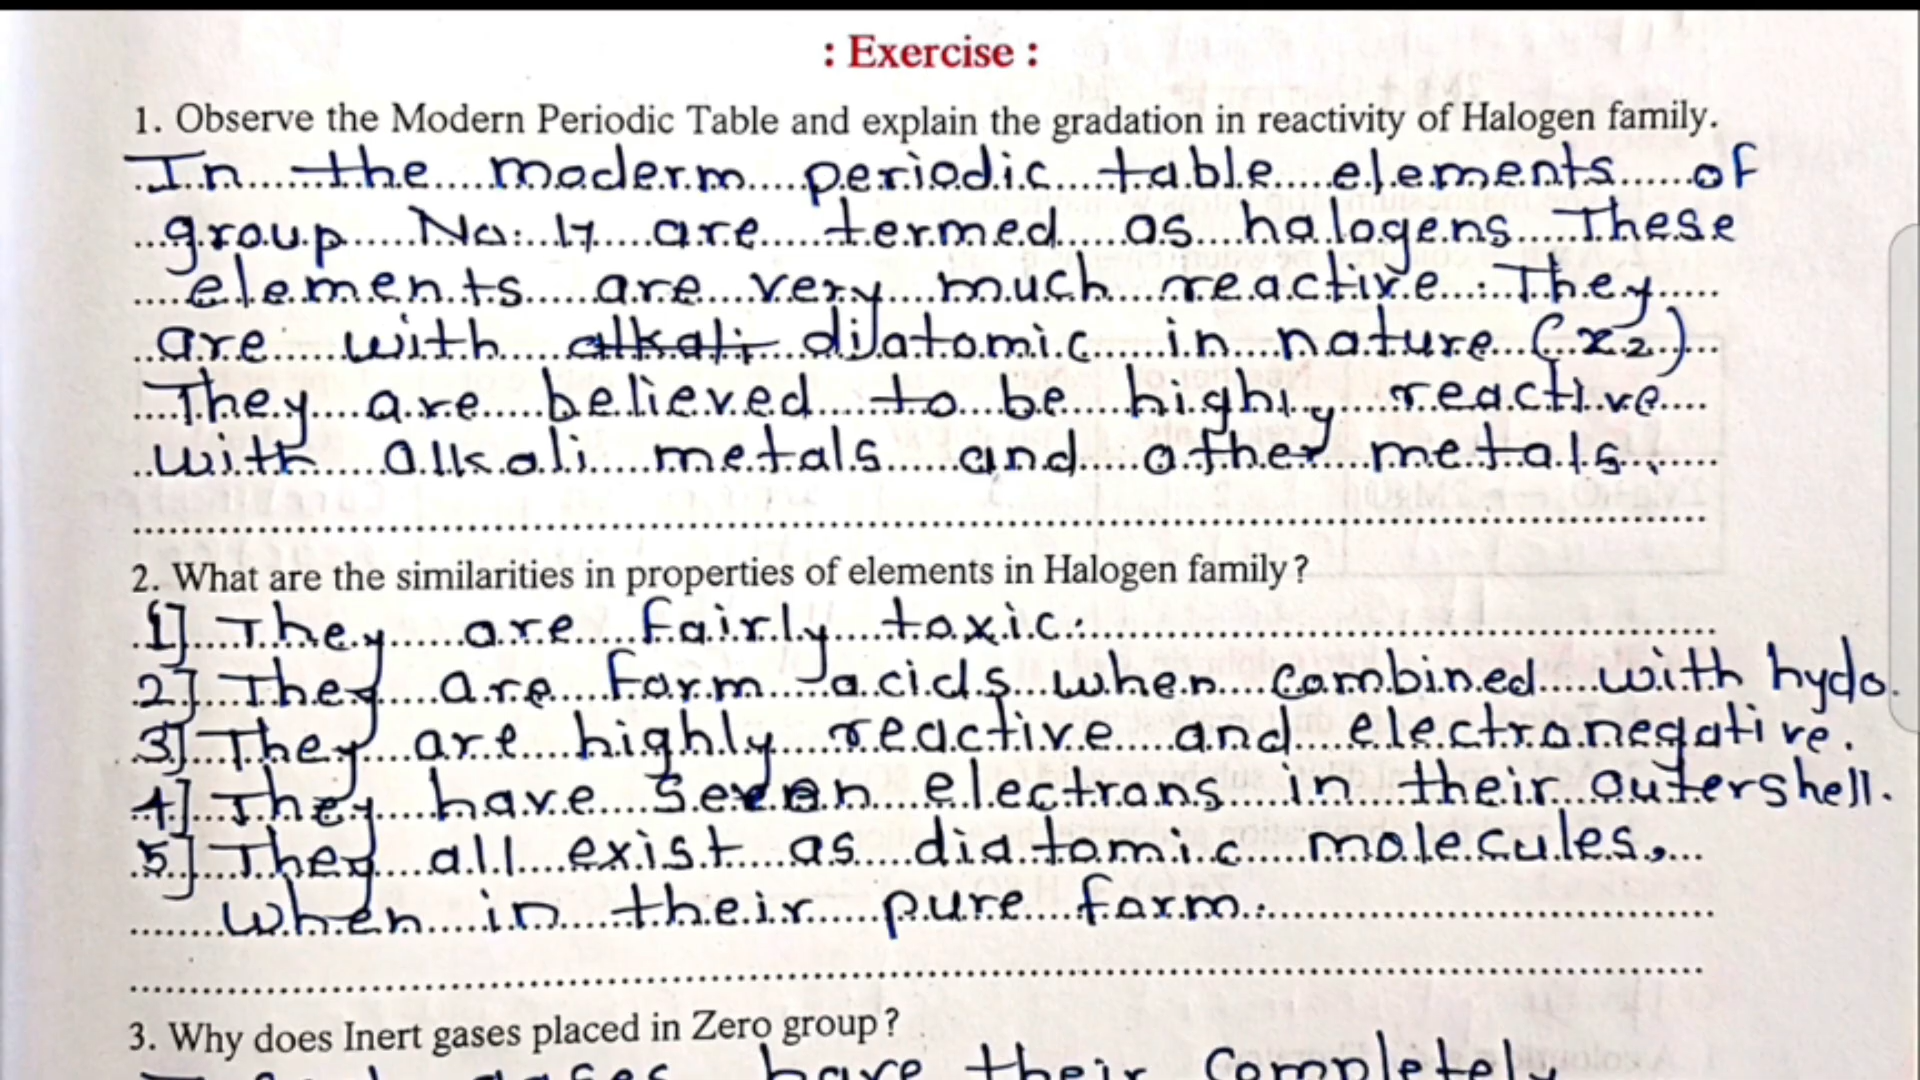 : Exercise :
1. Observe the Modern Periodic Table and explain the gradation in reactivity of Halogen family.
In the moderm periodic table elements of
group No: 17 are termed as halogens These
elements are very much reactive. They
are with alkali diatomic in nature (x2)
They are believed to be highly reactive
with alkali metals and other metals.
2. What are the similarities in properties of elements in Halogen family?
1] They are fairly toxic.
2] They are form acids when combined with hydo.
3] They are highly reactive and electronegative.
4] They have seven electrons in their outershell.
5] They all exist as diatomic molecules,
when in their pure form.
3. Why does Inert gases placed in Zero group?
gases have their completely